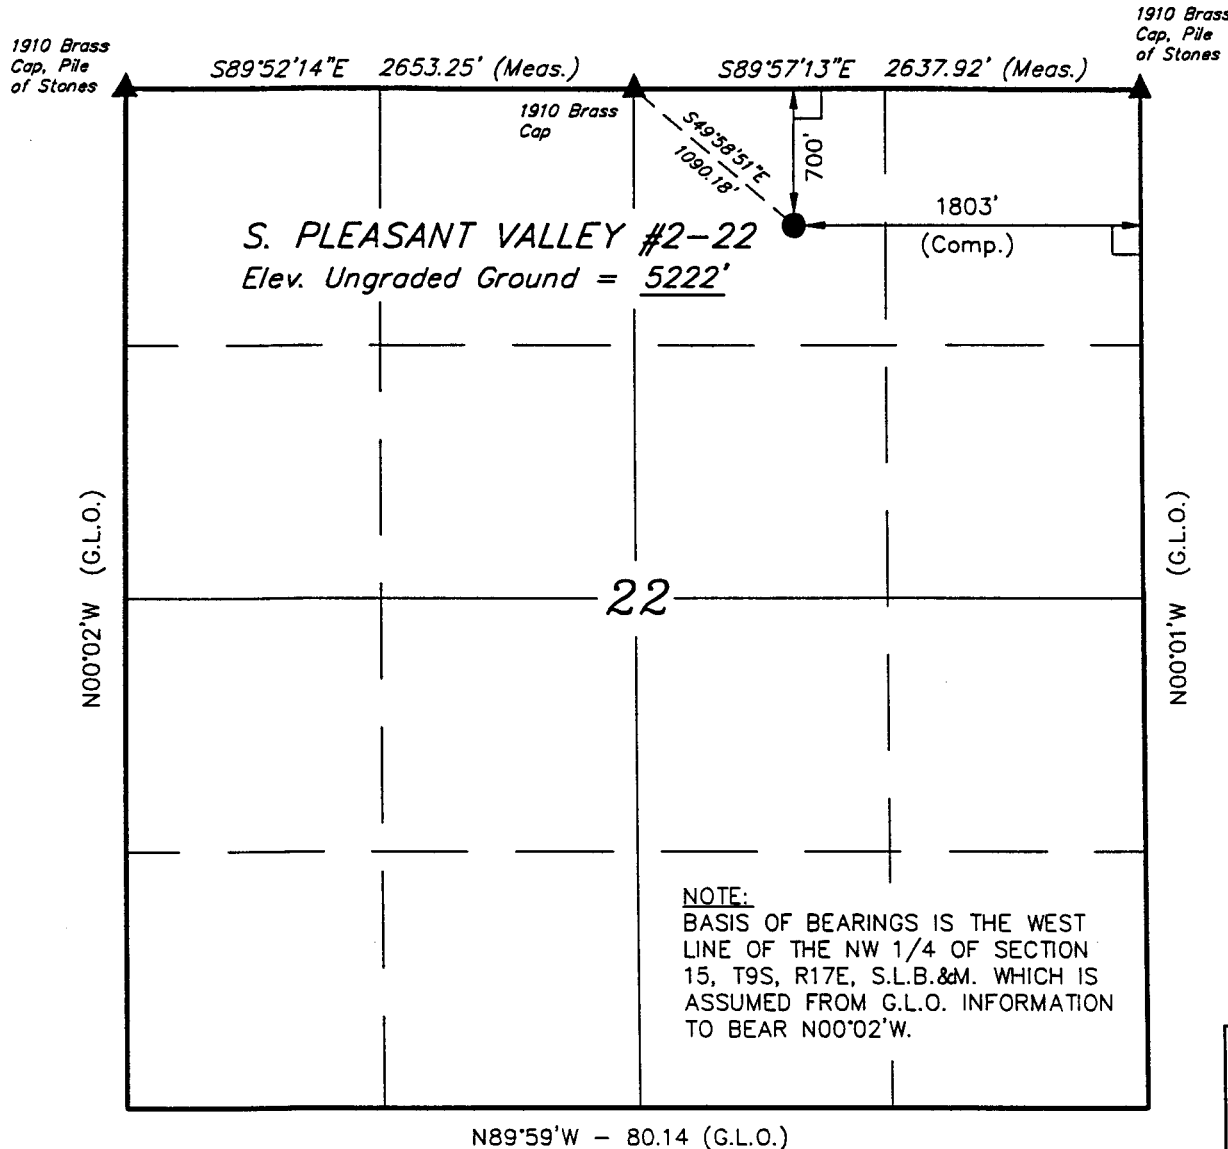 1910 Brass
Cap, Pile
of Stones
S89°52'14"E 2653.25' (Meas.)
1910 Brass
Cap
S89°57'13"E 2637.92' (Meas.)
1910 Brass
Cap, Pile
of Stones
S49°58'51"E
1090.18'
700'
1803'
(Comp.)
S. PLEASANT VALLEY #2-22
Elev. Ungraded Ground = 5222'
N00°02'W (G.L.O.)
22
N00°01'W (G.L.O.)
NOTE:
BASIS OF BEARINGS IS THE WEST
LINE OF THE NW 1/4 OF SECTION
15, T9S, R17E, S.L.B.&M. WHICH IS
ASSUMED FROM G.L.O. INFORMATION
TO BEAR N00°02'W.
N89°59'W - 80.14 (G.L.O.)